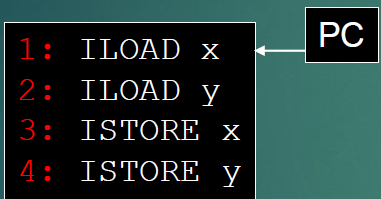 1: ILOAD x
PC
2: ILOAD y
3: ISTORE x
4: ISTORE y